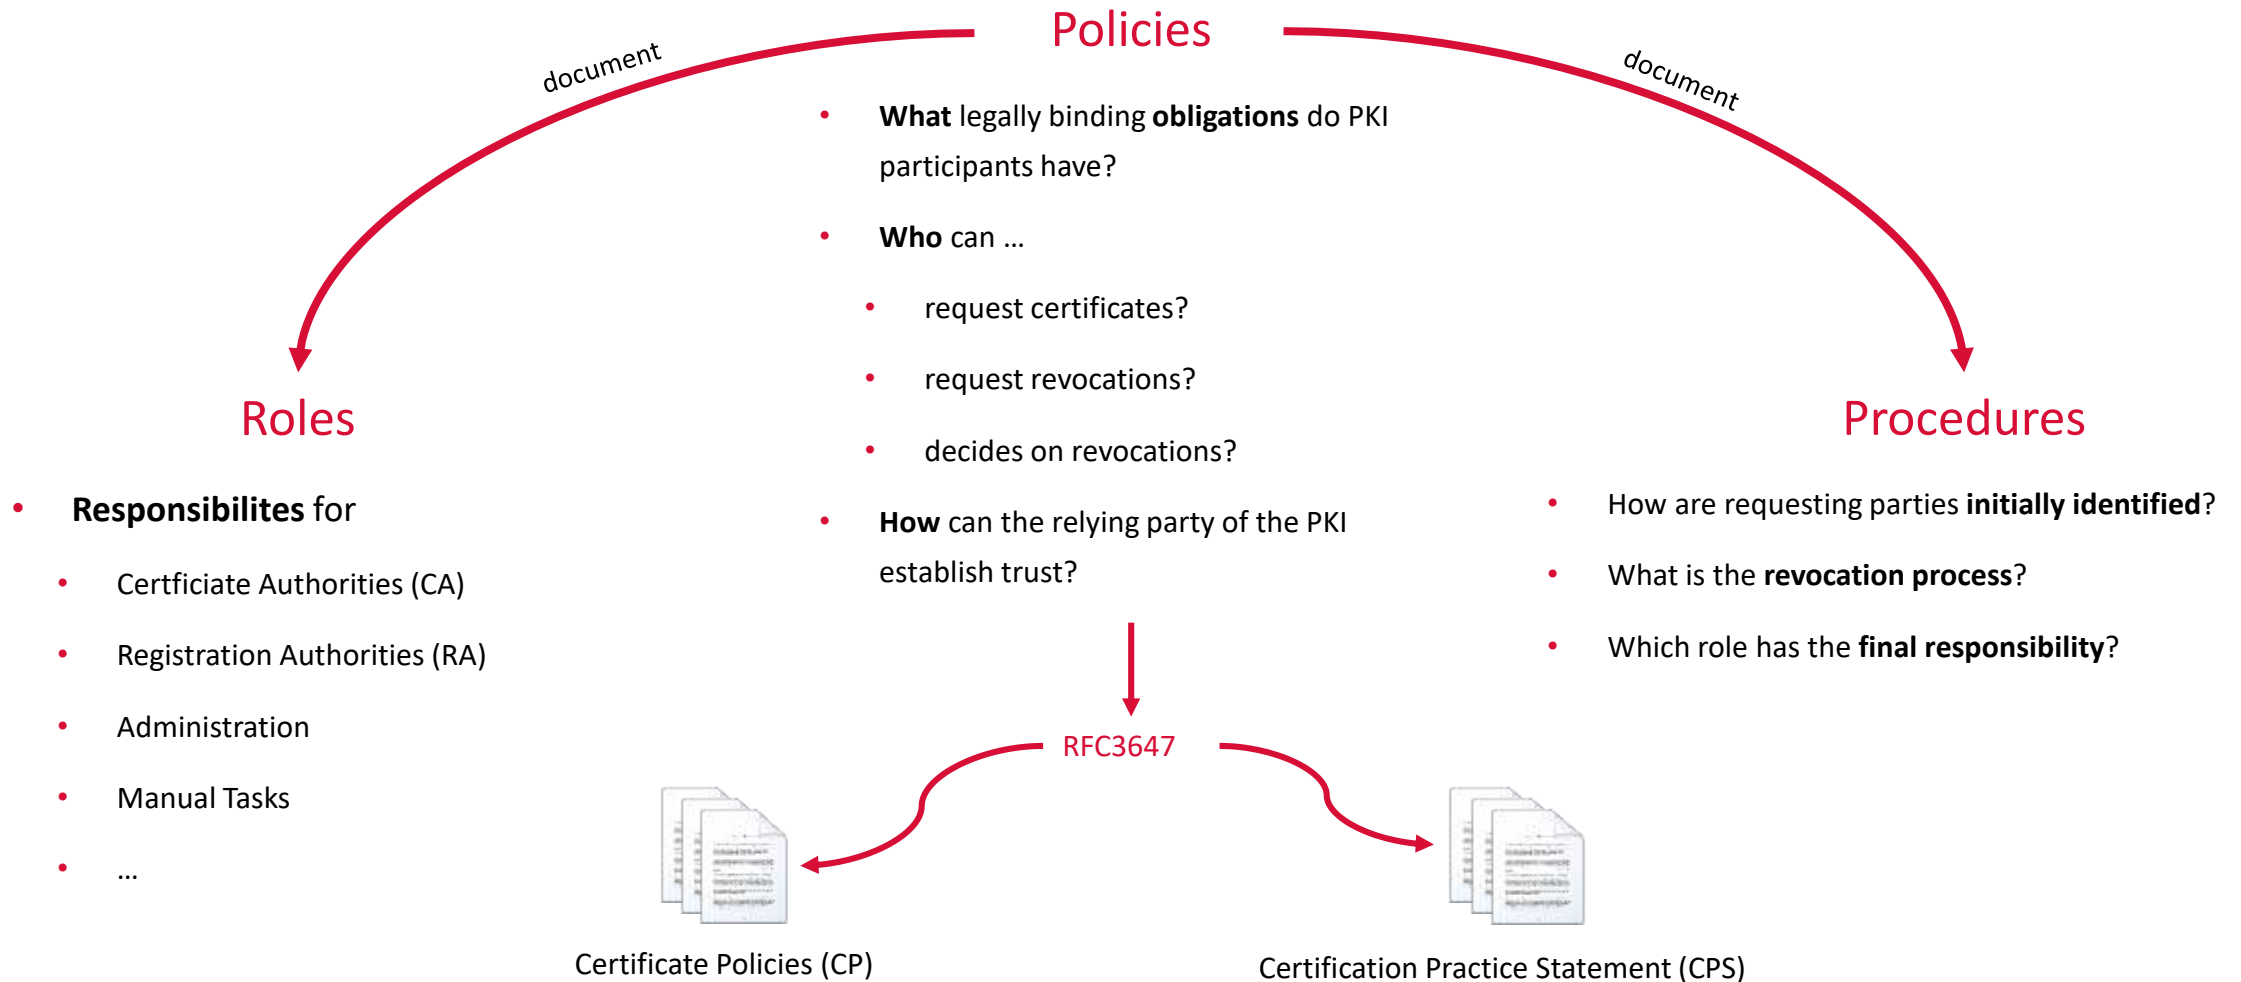 Policies
document
document
• What legally binding obligations do PKI
participants have?
• Who can ...
• request certificates?
• request revocations?
• decides on revocations?
• How can the relying party of the PKI
establish trust?
Roles
• Responsibilites for
• Certficiate Authorities (CA)
• Registration Authorities (RA)
• Administration
• Manual Tasks
• ...
Procedures
• How are requesting parties initially identified?
• What is the revocation process?
• Which role has the final responsibility?
RFC3647
Certificate Policies (CP)
Certification Practice Statement (CPS)